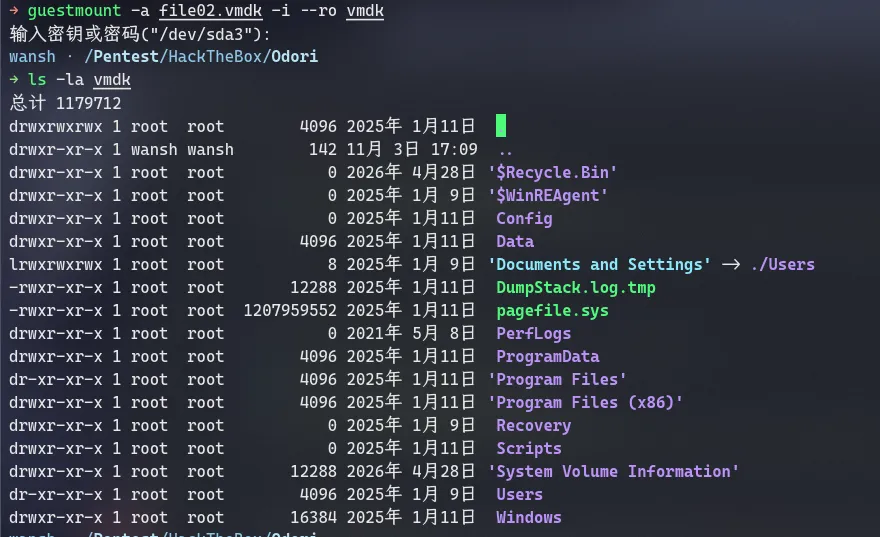 → guestmount -a file02.vmdk -i --ro vmdk
输入密钥或密码("/dev/sda3"):
wansh · /Pentest/HackTheBox/Odori
→ ls -la vmdk
总计 1179712
drwxrwxrwx 1 root  root        4096 2025年 1月11日  .
drwxr-xr-x 1 wansh wansh        142 11月 3日 17:09  ..
drwxr-xr-x 1 root  root           0 2026年 4月28日 '$Recycle.Bin'
drwxr-xr-x 1 root  root           0 2025年 1月 9日 '$WinREAgent'
drwxr-xr-x 1 root  root           0 2025年 1月11日  Config
drwxr-xr-x 1 root  root        4096 2025年 1月11日  Data
lrwxrwxrwx 1 root  root           8 2025年 1月 9日 'Documents and Settings' -> ./Users
-rwxr-xr-x 1 root  root       12288 2025年 1月11日  DumpStack.log.tmp
-rwxr-xr-x 1 root  root  1207959552 2025年 1月11日  pagefile.sys
drwxr-xr-x 1 root  root           0 2021年 5月 8日  PerfLogs
drwxr-xr-x 1 root  root        4096 2025年 1月11日  ProgramData
dr-xr-xr-x 1 root  root        4096 2025年 1月11日 'Program Files'
drwxr-xr-x 1 root  root        4096 2025年 1月11日 'Program Files (x86)'
drwxr-xr-x 1 root  root           0 2025年 1月 9日  Recovery
drwxr-xr-x 1 root  root           0 2025年 1月11日  Scripts
drwxr-xr-x 1 root  root       12288 2026年 4月28日 'System Volume Information'
dr-xr-xr-x 1 root  root        4096 2025年 1月 9日  Users
drwxr-xr-x 1 root  root       16384 2025年 1月11日  Windows
wansh · /Pentest/HackTheBox/Odori